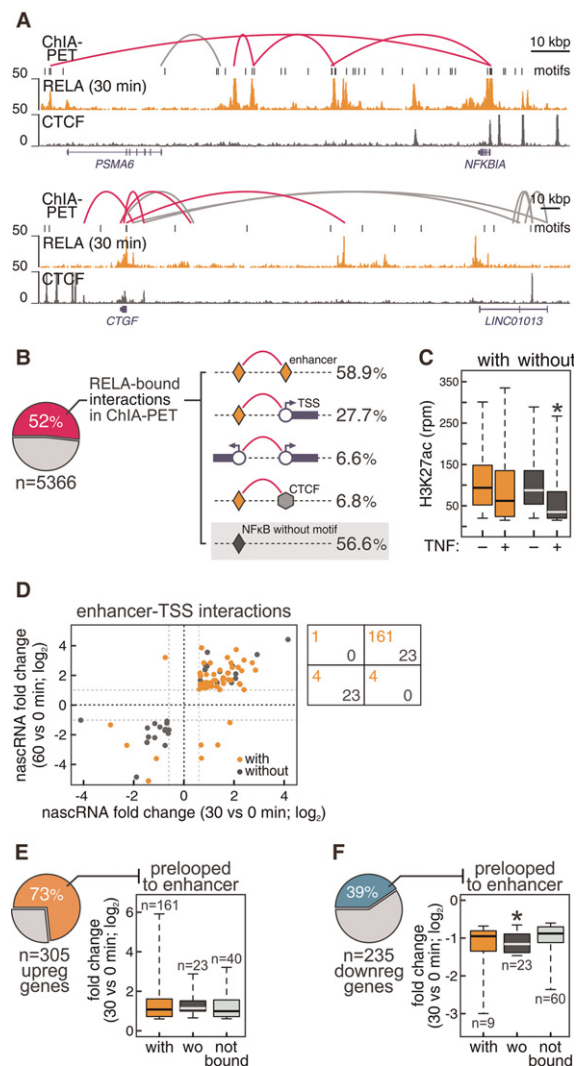 A
ChIA-
PET
10 kbp
motifs
50
RELA (30 min)
50
CTCF
0
PSMA6
NFKBIA
ChIA-
PET
10 kbp
motifs
50
RELA (30 min)
50
CTCF
0
CTGF
LINC01013
B
RELA-bound
interactions
in ChIA-PET
52%
n=5366
enhancer
58.9%
TSS
27.7%
6.6%
CTCF
6.8%
NFκB without motif
56.6%
C
with without
H3K27ac (rpm)
350
250
150
50
*
TNF: – + – +
D
enhancer-TSS interactions
nascRNA fold change
(60 vs 0 min; log₂)
4
2
0
-2
-4
with
without
-4 -2 0 2 4
nascRNA fold change (30 vs 0 min; log₂)
1 161
0 23
4 4
23 0
E
73%
n=305
upreg
genes
prelooped
to enhancer
fold change
(30 vs 0 min; log₂)
6
4
2
1
n=161
n=23
n=40
with wo not
bound
F
39%
n=235
downreg
genes
prelooped
to enhancer
fold change
(30 vs 0 min; log₂)
-1
-2
-3
*
n=9
n=23
n=60
with wo not
bound